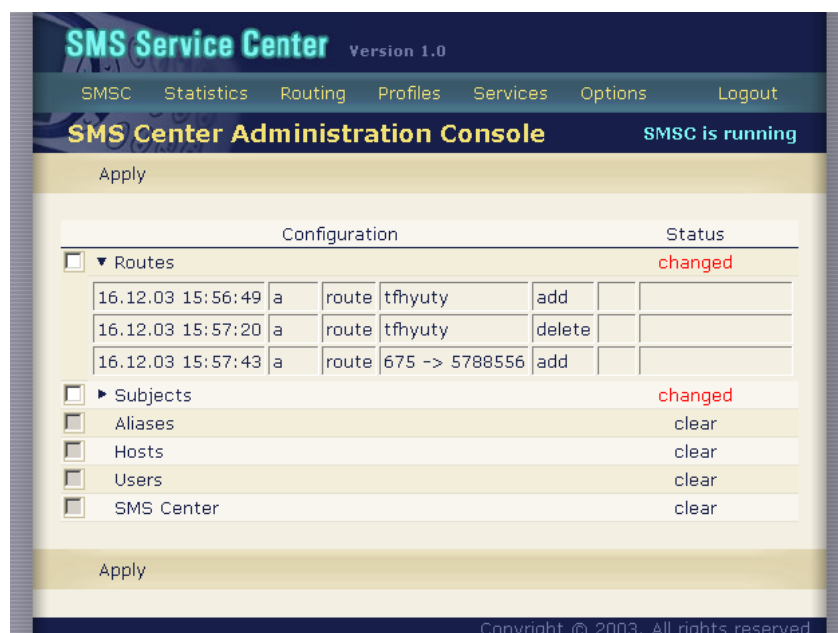 SMS Service Center Version 1.0
SMSC Statistics Routing Profiles Services Options Logout
SMS Center Administration Console SMSC is running
Apply
Configuration Status
Routes changed
16.12.03 15:56:49 a route tfhyuty add
16.12.03 15:57:20 a route tfhyuty delete
16.12.03 15:57:43 a route 675 -> 5788556 add
Subjects changed
Aliases clear
Hosts clear
Users clear
SMS Center clear
Apply
Copyright © 2003. All rights reserved